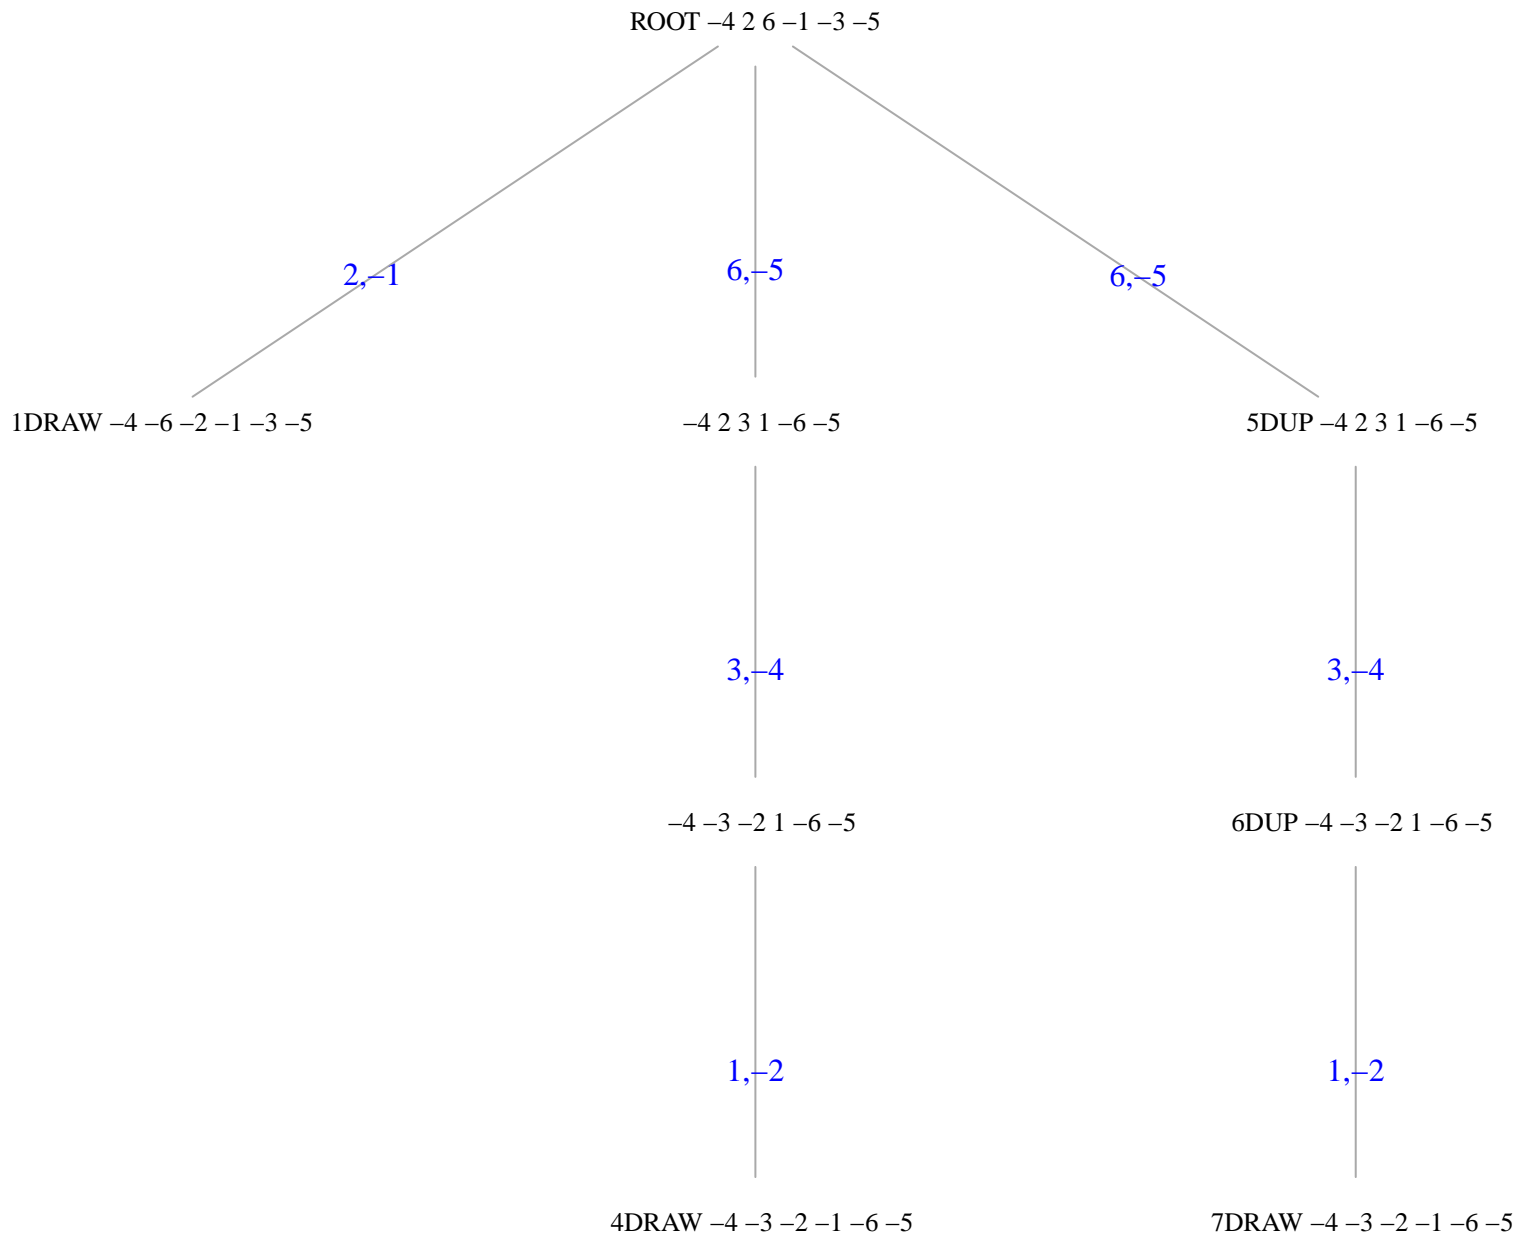 ROOT –4 2 6 –1 –3 –5
2,–1
6,–5
6,–5
1DRAW –4 –6 –2 –1 –3 –5
–4 2 3 1 –6 –5
5DUP –4 2 3 1 –6 –5
3,–4
3,–4
–4 –3 –2 1 –6 –5
6DUP –4 –3 –2 1 –6 –5
1,–2
1,–2
4DRAW –4 –3 –2 –1 –6 –5
7DRAW –4 –3 –2 –1 –6 –5